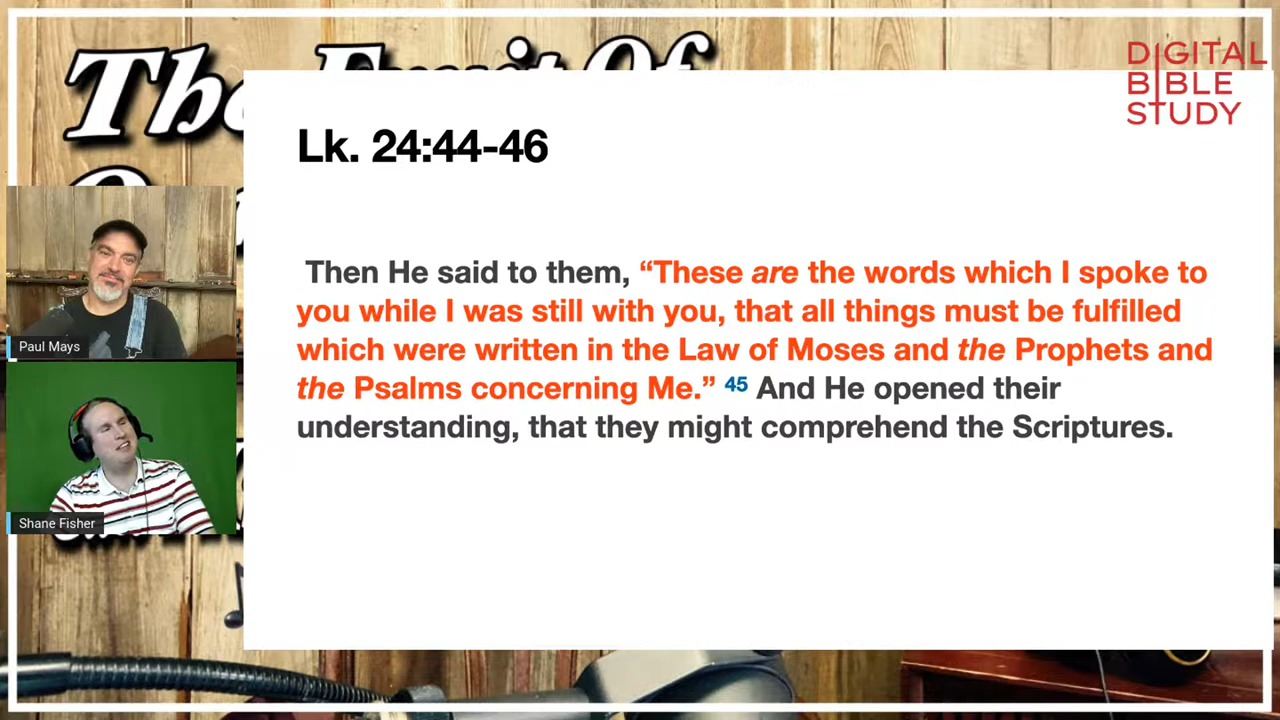 The Fruit Of
DIGITAL
BIBLE
STUDY
Lk. 24:44-46
Then He said to them, “These are the words which I spoke to
you while I was still with you, that all things must be fulfilled
which were written in the Law of Moses and the Prophets and
the Psalms concerning Me.” 45 And He opened their
understanding, that they might comprehend the Scriptures.
Paul Mays
Shane Fisher